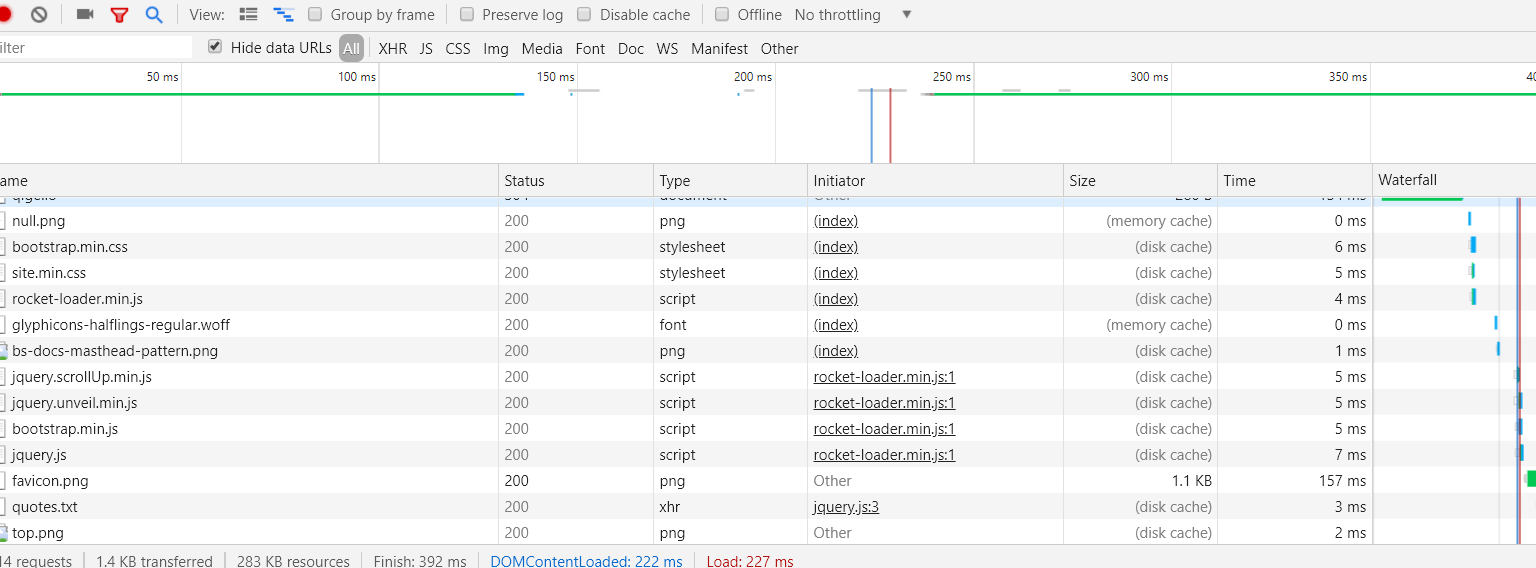 View: Group by frame Preserve log Disable cache Offline No throttling
ilter Hide data URLs All XHR JS CSS Img Media Font Doc WS Manifest Other
50 ms 100 ms 150 ms 200 ms 250 ms 300 ms 350 ms 40
ame Status Type Initiator Size Time Waterfall
null.png 200 png (index) (memory cache) 0 ms
bootstrap.min.css 200 stylesheet (index) (disk cache) 6 ms
site.min.css 200 stylesheet (index) (disk cache) 5 ms
rocket-loader.min.js 200 script (index) (disk cache) 4 ms
glyphicons-halflings-regular.woff 200 font (index) (memory cache) 0 ms
bs-docs-masthead-pattern.png 200 png (index) (disk cache) 1 ms
jquery.scrollUp.min.js 200 script rocket-loader.min.js:1 (disk cache) 5 ms
jquery.unveil.min.js 200 script rocket-loader.min.js:1 (disk cache) 5 ms
bootstrap.min.js 200 script rocket-loader.min.js:1 (disk cache) 5 ms
jquery.js 200 script rocket-loader.min.js:1 (disk cache) 7 ms
favicon.png 200 png Other 1.1 KB 157 ms
quotes.txt 200 xhr jquery.js:3 (disk cache) 3 ms
top.png 200 png Other (disk cache) 2 ms
14 requests 1.4 KB transferred 283 KB resources Finish: 392 ms DOMContentLoaded: 222 ms Load: 227 ms